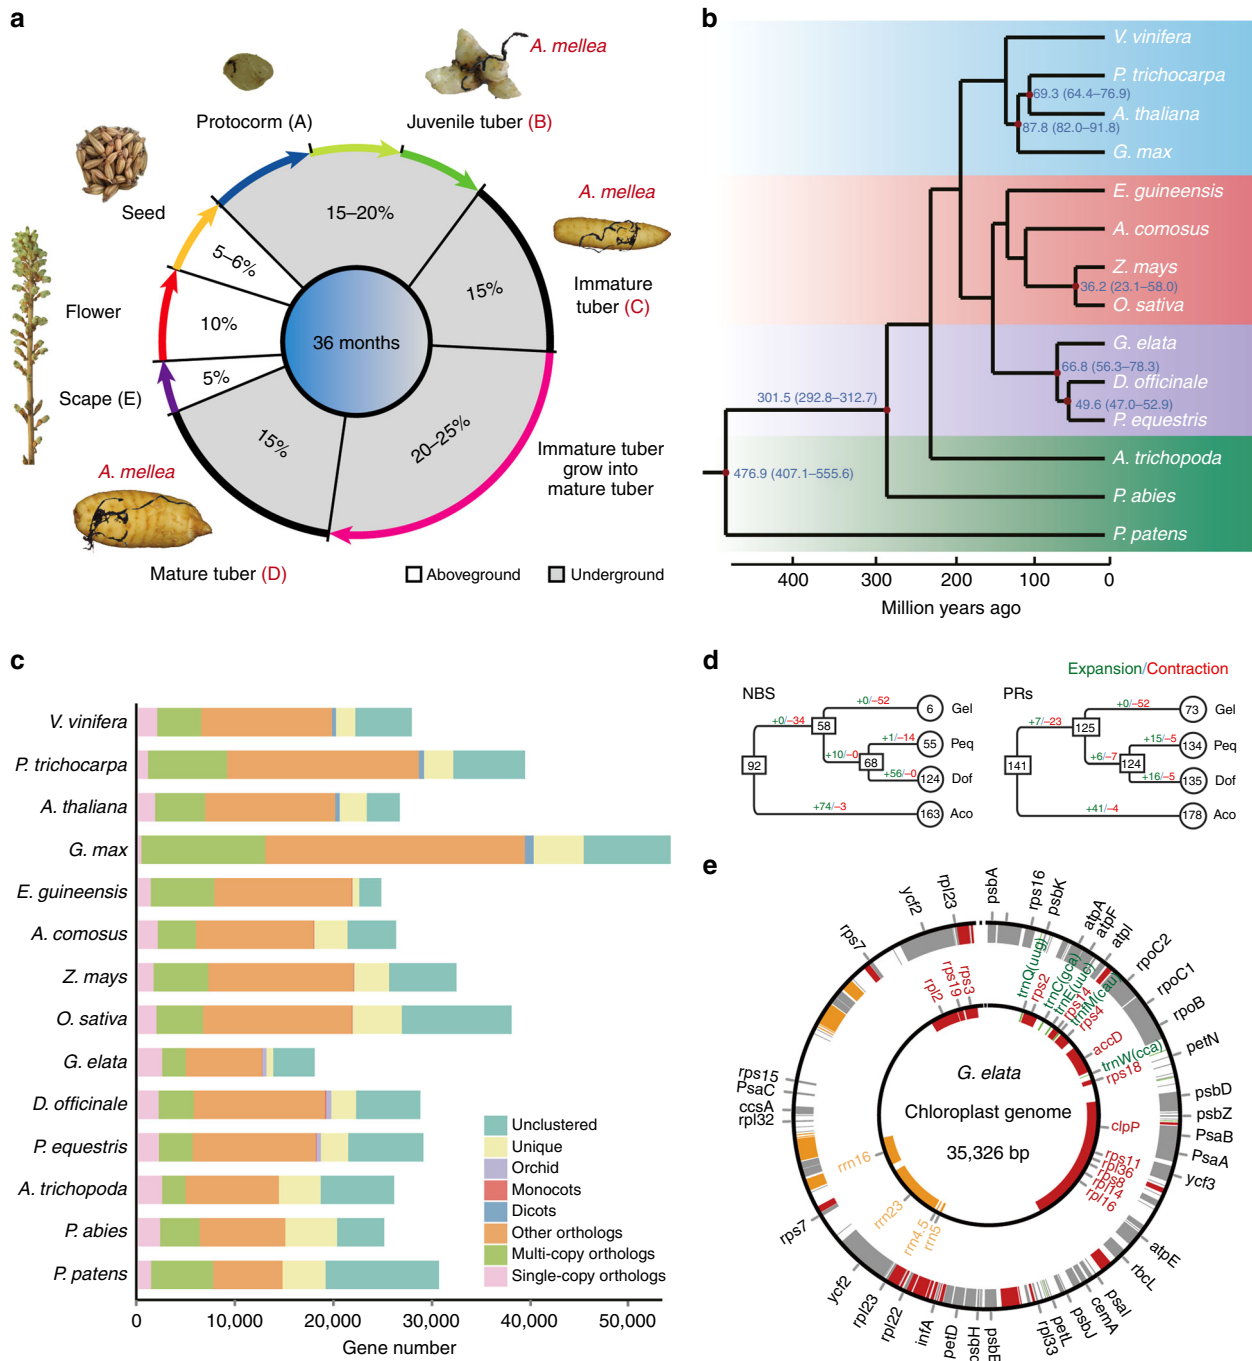 a
A. mellea
Protocorm (A)
Juvenile tuber (B)
Seed
A. mellea
15–20%
5–6%
Flower
10%
36 months
15%
Immature
tuber (C)
5%
Scape (E)
15%
20–25%
Immature tuber
grow into
mature tuber
A. mellea
Mature tuber (D)
Aboveground
Underground
b
V. vinifera
P. trichocarpa
69.3 (64.4–76.9)
A. thaliana
87.8 (82.0–91.8)
G. max
E. guineensis
A. comosus
Z. mays
36.2 (23.1–58.0)
O. sativa
G. elata
66.8 (56.3–78.3)
D. officinale
49.6 (47.0–52.9)
P. equestris
301.5 (292.8–312.7)
A. trichopoda
476.9 (407.1–555.6)
P. abies
P. patens
400 300 200 100 0
Million years ago
c
V. vinifera
P. trichocarpa
A. thaliana
G. max
E. guineensis
A. comosus
Z. mays
O. sativa
G. elata
D. officinale
P. equestris
A. trichopoda
P. abies
P. patens
Unclustered
Unique
Orchid
Monocots
Dicots
Other orthologs
Multi-copy orthologs
Single-copy orthologs
0 10,000 20,000 30,000 40,000 50,000
Gene number
d
Expansion/Contraction
NBS
+0/–52
6 Gel
+0/–34
58
+1/–14
55 Peq
+10/–0
68
92
+56/–0
124 Dof
+74/–3
163 Aco
PRs
+0/–52
73 Gel
+7/–23
125
+15/–5
134 Peq
+6/–7
124
141
+16/–5
135 Dof
+41/–4
178 Aco
e
psbA
rps16
psbK
atpA
atpF
atpI
rpoC2
rpoC1
rpoB
petN
psbD
psbZ
PsaB
PsaA
ycf3
atpE
rbcL
psaI
cemA
psbJ
petL
rpl33
psbB
psbH
petD
infA
rpl22
rpl23
ycf2
rps7
rpl32
ccsA
PsaC
rps15
rps7
ycf2
rpl23
rpl2
rps19
rps3
trnQ(uug)
rps2
trnC(gca)
trnE(uuc)
rps14
trnfM(cau)
rps4
accD
trnW(cca)
rps18
clpP
rps11
rpl36
rps8
rpl14
rpl16
rrn5
rrn4.5
rrn23
rrn16
G. elata
Chloroplast genome
35,326 bp